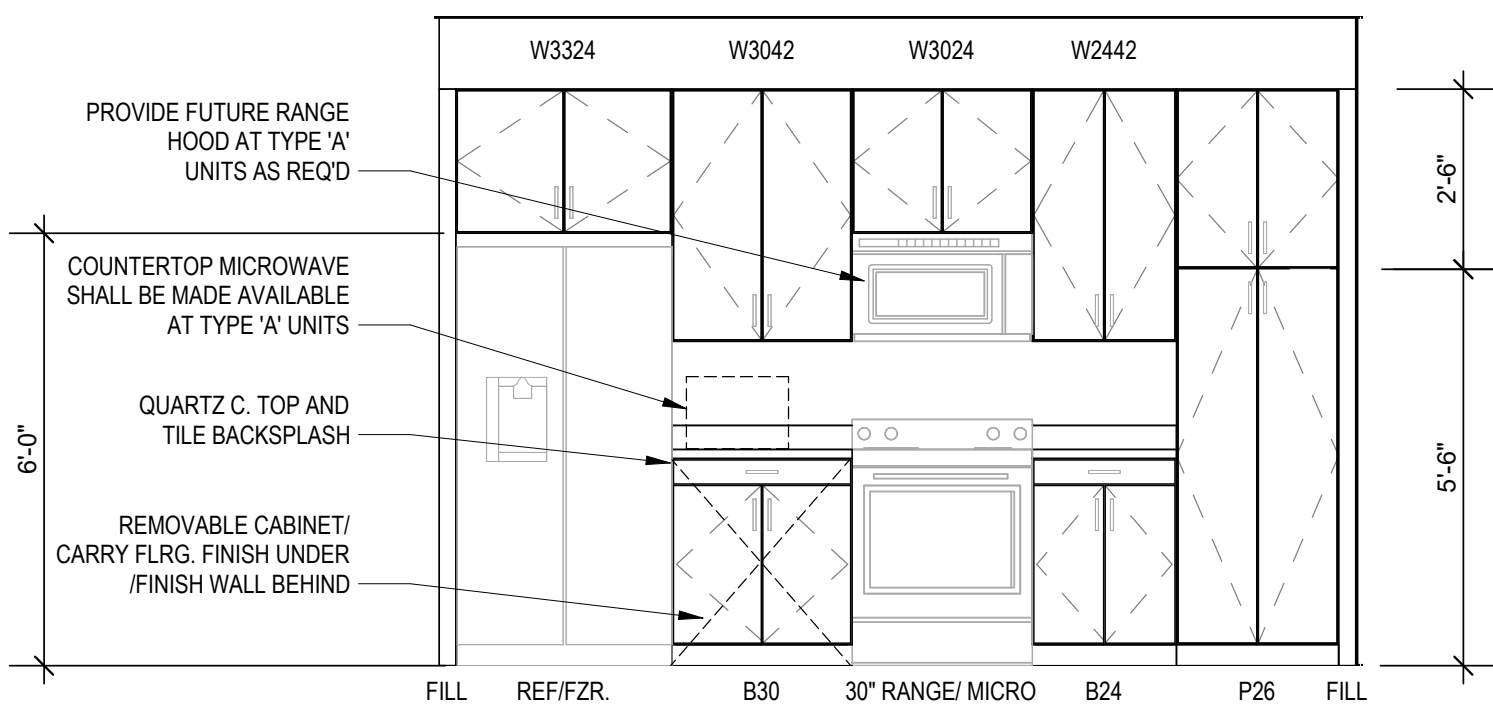 W3324 W3042 W3024 W2442
PROVIDE FUTURE RANGE
HOOD AT TYPE 'A'
UNITS AS REQ'D
2'-6"
COUNTERTOP MICROWAVE
SHALL BE MADE AVAILABLE
AT TYPE 'A' UNITS
QUARTZ C. TOP AND
TILE BACKSPLASH
6'-0"
5'-6"
REMOVABLE CABINET/
CARRY FLRG. FINISH UNDER
/FINISH WALL BEHIND
FILL REF/FZR. B30 30" RANGE/ MICRO B24 P26 FILL